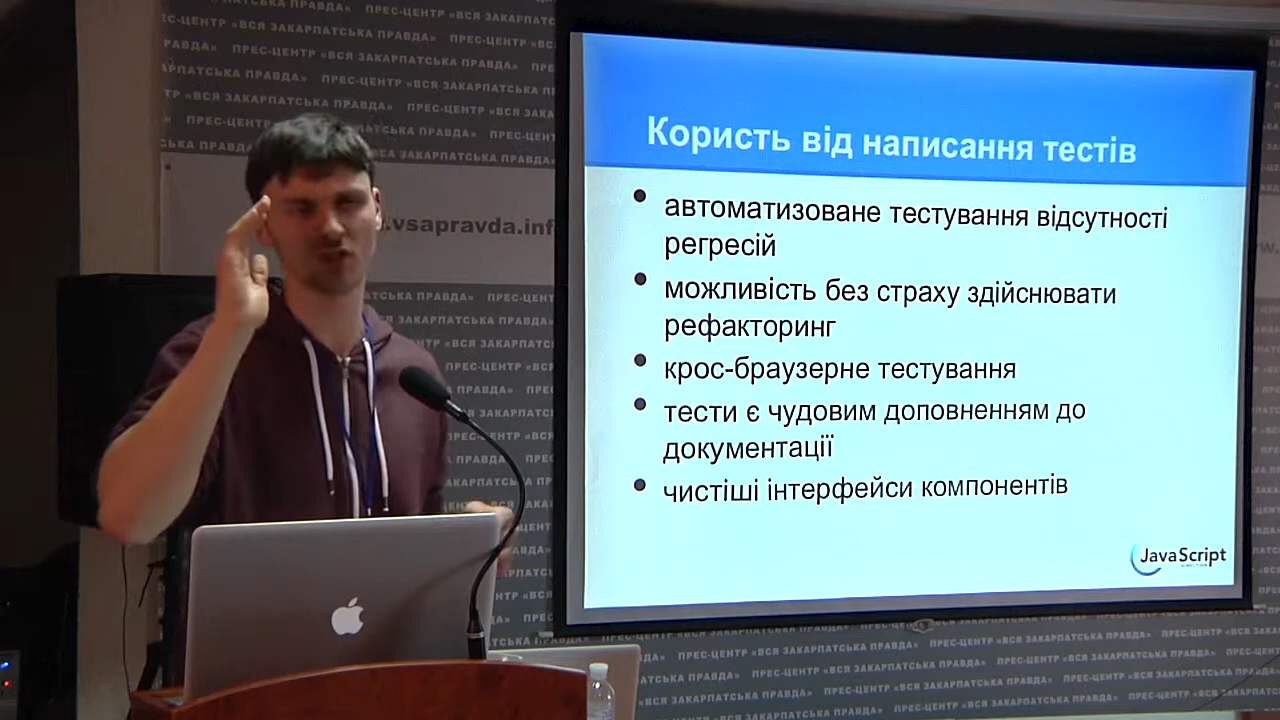 ПРЕС-ЦЕНТР «ВСЯ ЗАКАРПАТСЬКА ПРАВДА»
.vsapravda.inf
Користь від написання тестів
автоматизоване тестування відсутності
регресій
можливість без страху здійснювати
рефакторинг
крос-браузерне тестування
тести є чудовим доповненням до
документації
чистіші інтерфейси компонентів
JavaScript